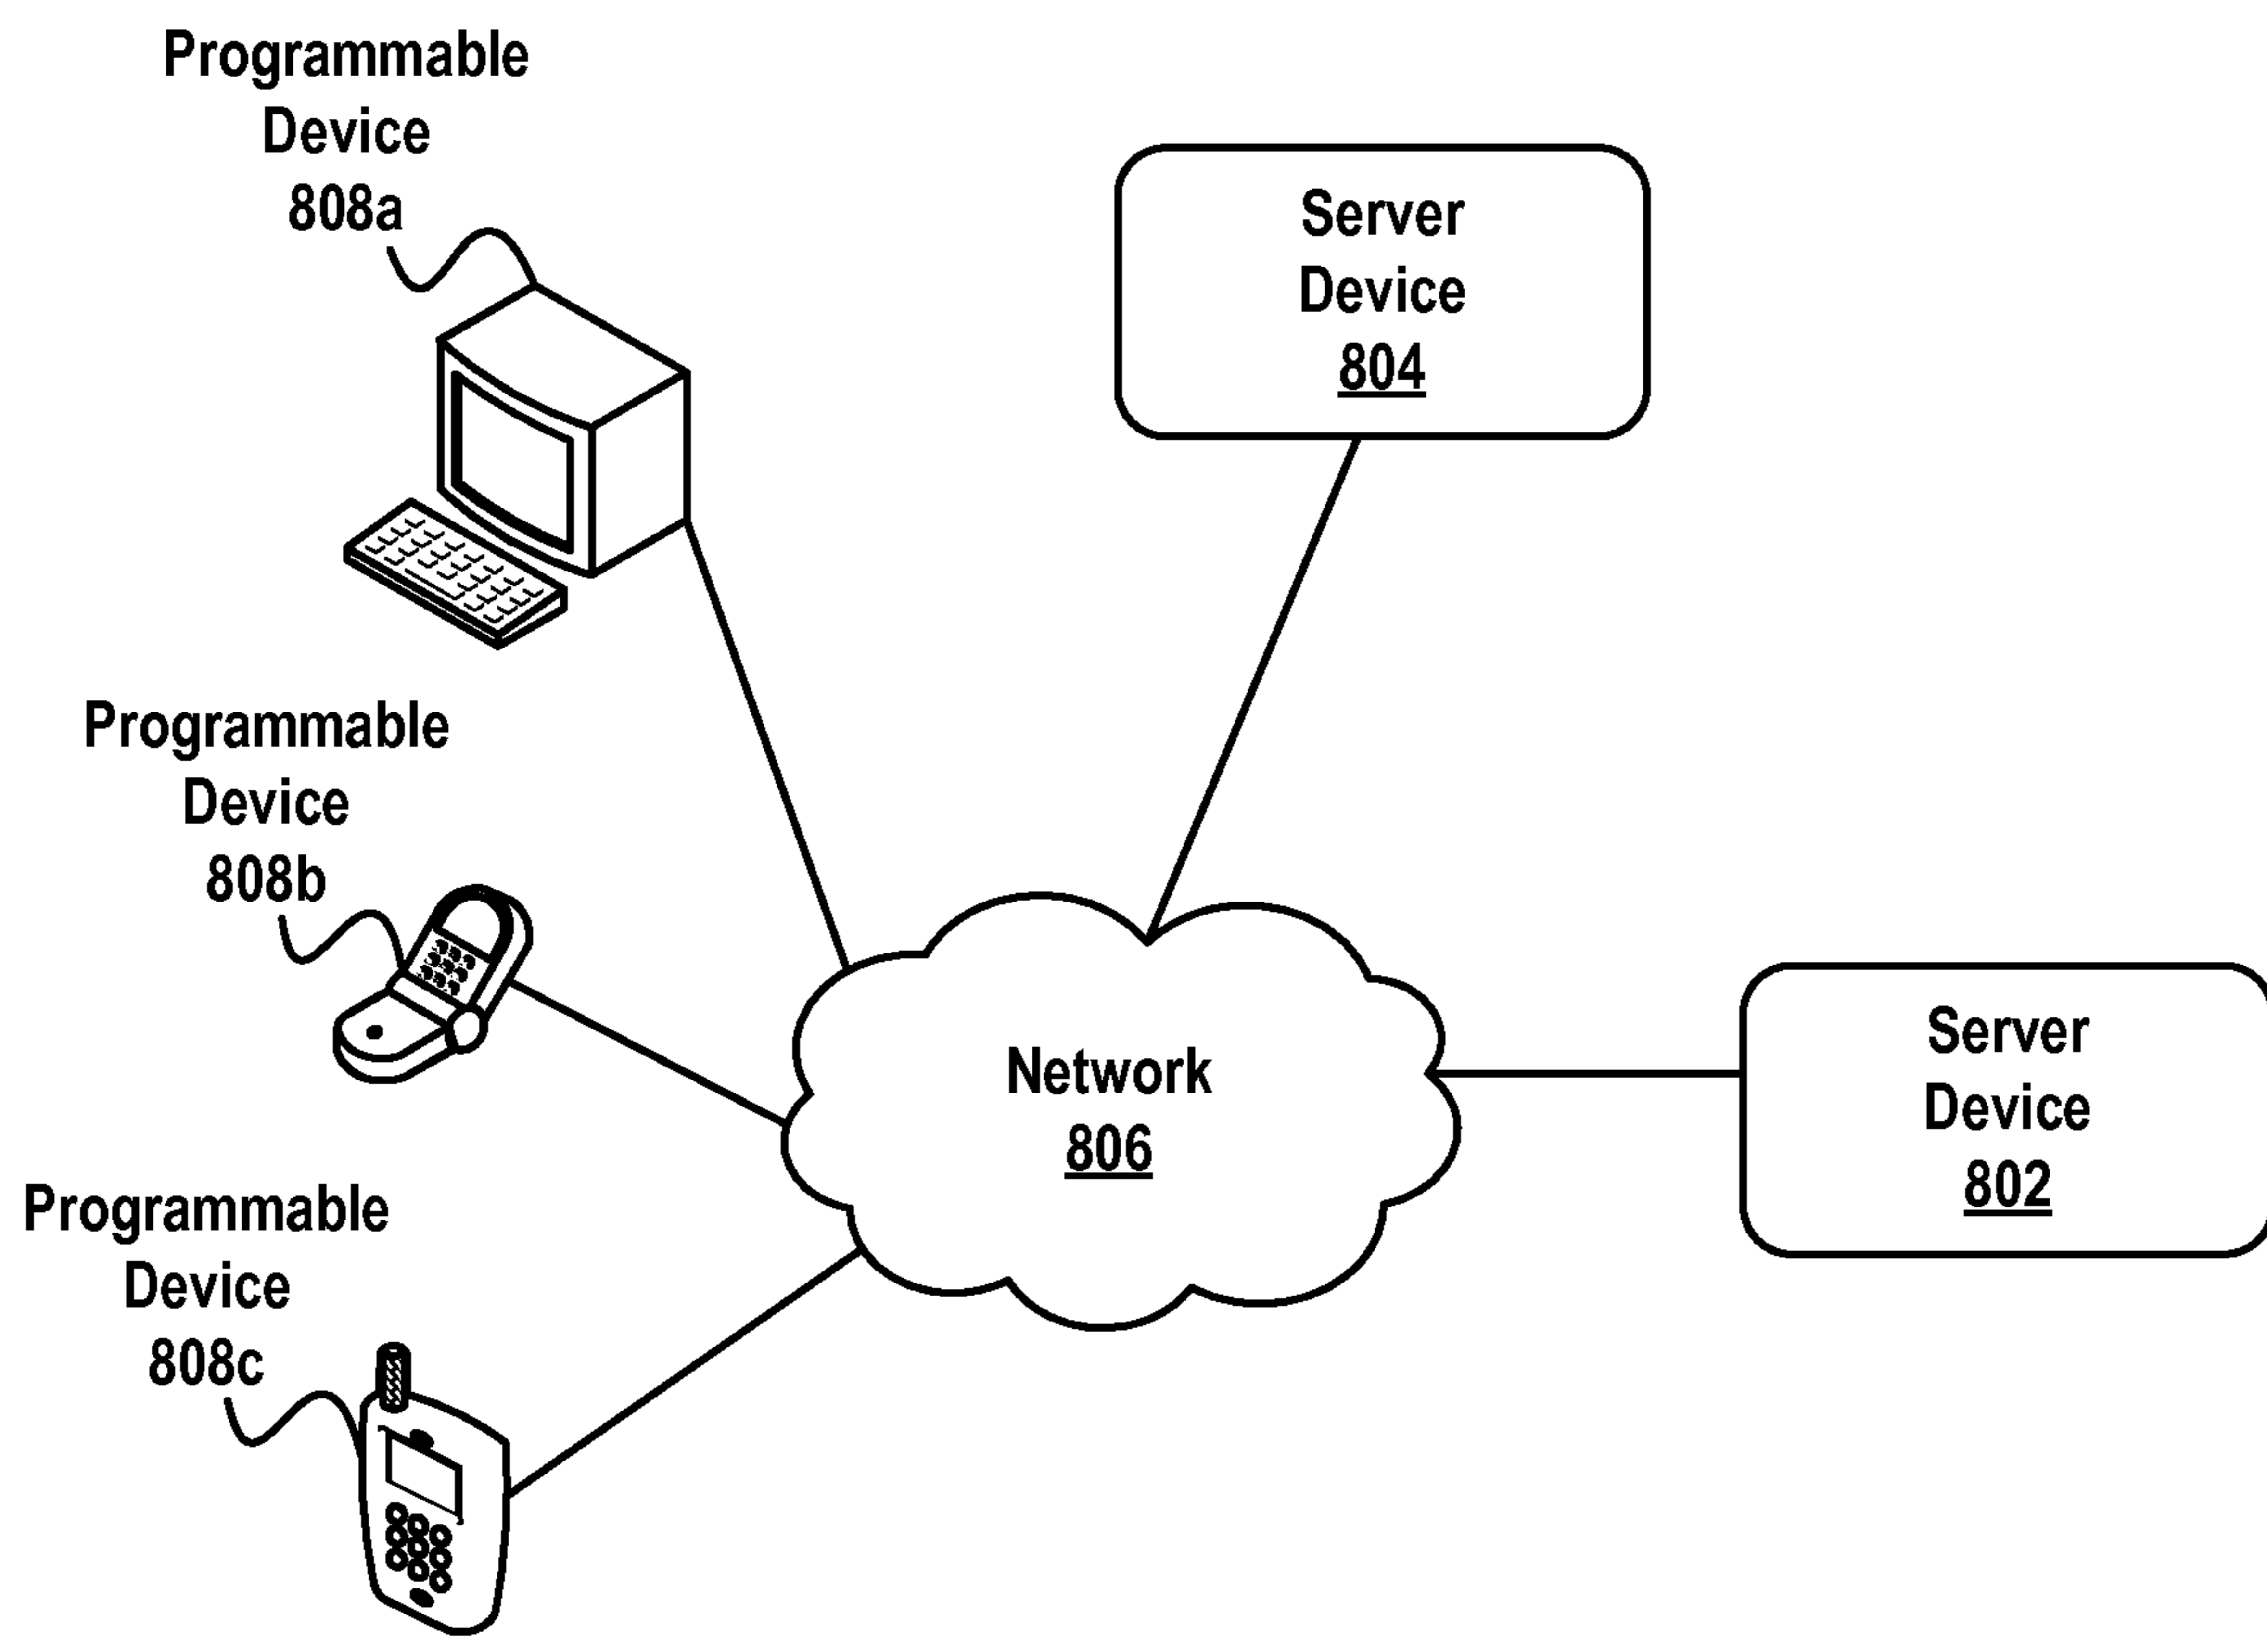 Programmable
Device
808a
Server
Device
804
Programmable
Device
808b
Network
806
Server
Device
802
Programmable
Device
808c